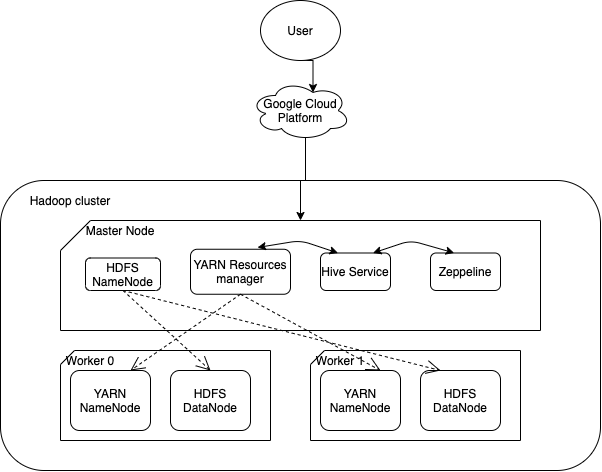 User
Google Cloud
Platform
Hadoop cluster
Master Node
HDFS
NameNode
YARN Resources
manager
Hive Service
Zeppeline
Worker 0
YARN
NameNode
HDFS
DataNode
Worker 1
YARN
NameNode
HDFS
DataNode